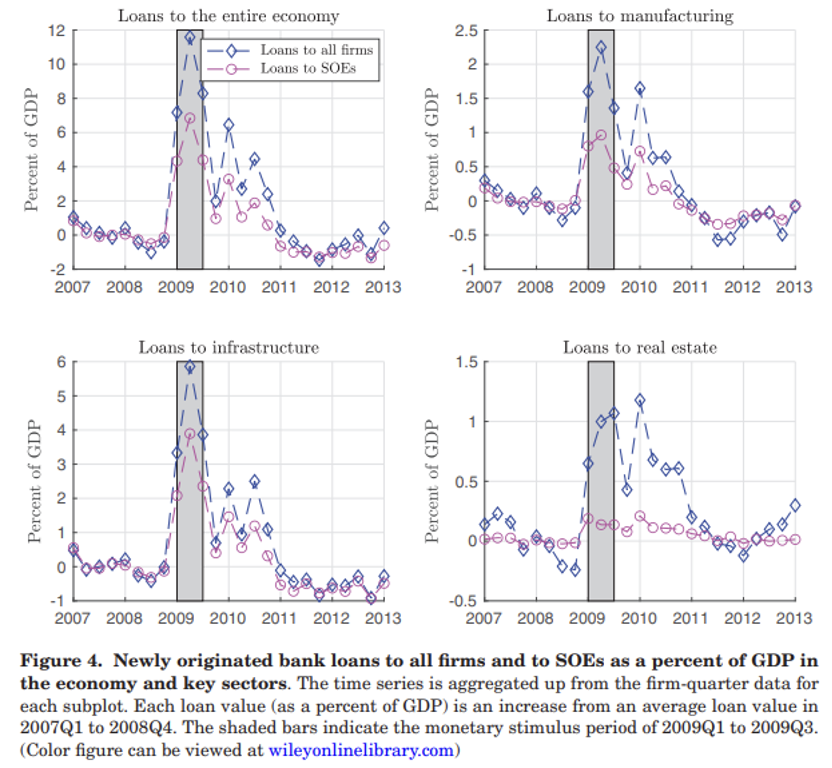 Loans to the entire economy
12
10
8
6
4
2
0
-2
Percent of GDP
Loans to all firms
Loans to SOEs
2007 2008 2009 2010 2011 2012 2013
Loans to manufacturing
2.5
2
1.5
1
0.5
0
-0.5
-1
Percent of GDP
2007 2008 2009 2010 2011 2012 2013
Loans to infrastructure
6
5
4
3
2
1
0
-1
Percent of GDP
2007 2008 2009 2010 2011 2012 2013
Loans to real estate
1.5
1
0.5
0
-0.5
Percent of GDP
2007 2008 2009 2010 2011 2012 2013
Figure 4. Newly originated bank loans to all firms and to SOEs as a percent of GDP in
the economy and key sectors. The time series is aggregated up from the firm-quarter data for
each subplot. Each loan value (as a percent of GDP) is an increase from an average loan value in
2007Q1 to 2008Q4. The shaded bars indicate the monetary stimulus period of 2009Q1 to 2009Q3.
(Color figure can be viewed at wileyonlinelibrary.com)